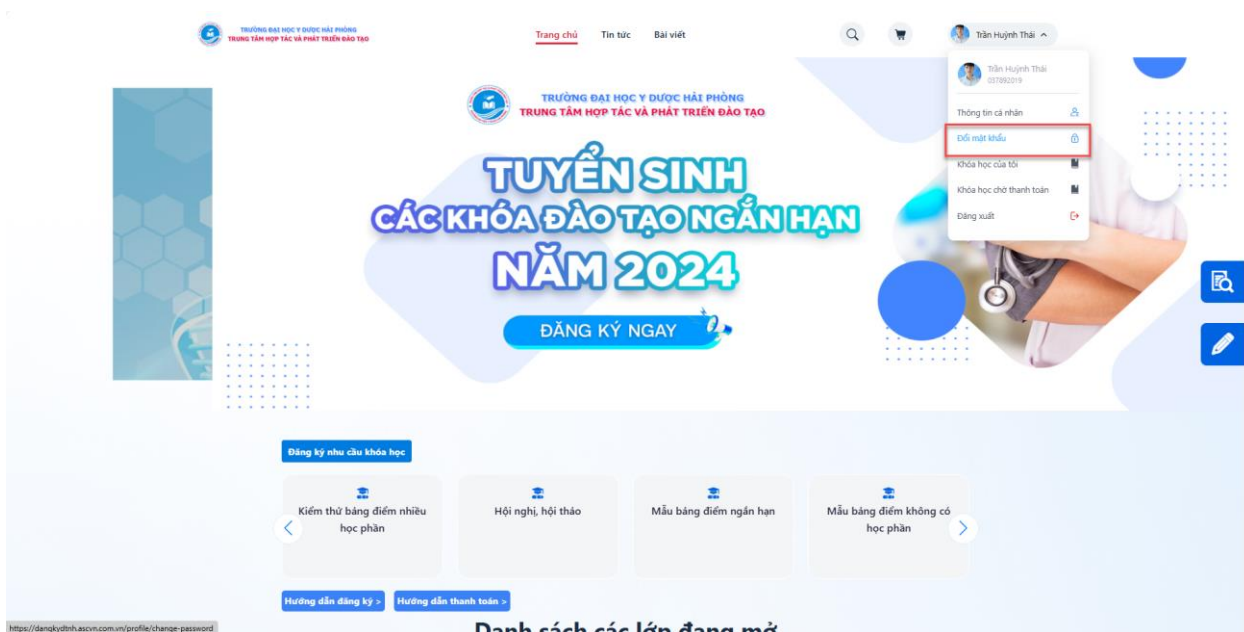 TRƯỜNG ĐẠI HỌC Y DƯỢC HẢI PHÒNG
TRUNG TÂM HỢP TÁC VÀ PHÁT TRIỂN ĐÀO TẠO
Trang chủ Tin tức Bài viết
Trần Huỳnh Thái
Trần Huỳnh Thái
037892019
Thông tin cá nhân
Đổi mật khẩu
Khóa học của tôi
Khóa học chờ thanh toán
Đăng xuất
TRƯỜNG ĐẠI HỌC Y DƯỢC HẢI PHÒNG
TRUNG TÂM HỢP TÁC VÀ PHÁT TRIỂN ĐÀO TẠO
TUYỂN SINH
CÁC KHÓA ĐÀO TẠO NGẮN HẠN
NĂM 2024
ĐĂNG KÝ NGAY
Đăng ký nhu cầu khóa học
Kiểm thử bảng điểm nhiều
học phần
Hội nghị, hội thảo
Mẫu bảng điểm ngắn hạn
Mẫu bảng điểm không có
học phần
Hướng dẫn đăng ký >
Hướng dẫn thanh toán >
Danh sách các lớp đang mở
https://dangkydtnh.ascvn.com.vn/profile/change-password